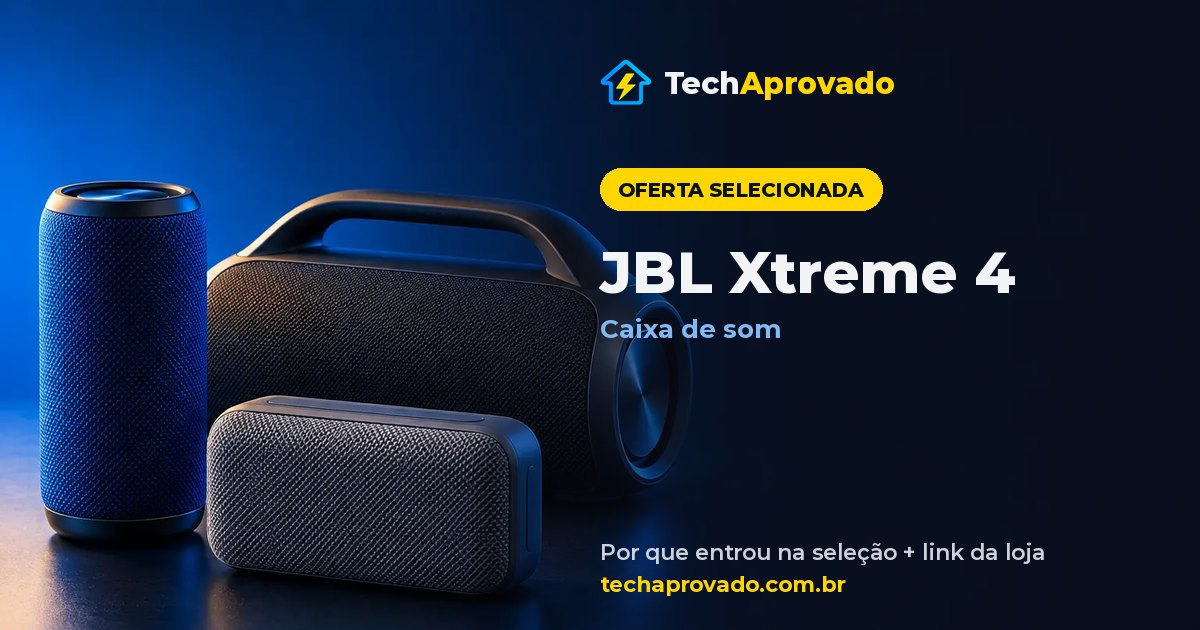 TechAprovado
OFERTA SELECIONADA
JBL Xtreme 4
Caixa de som
Por que entrou na seleção + link da loja
techaprovado.com.br